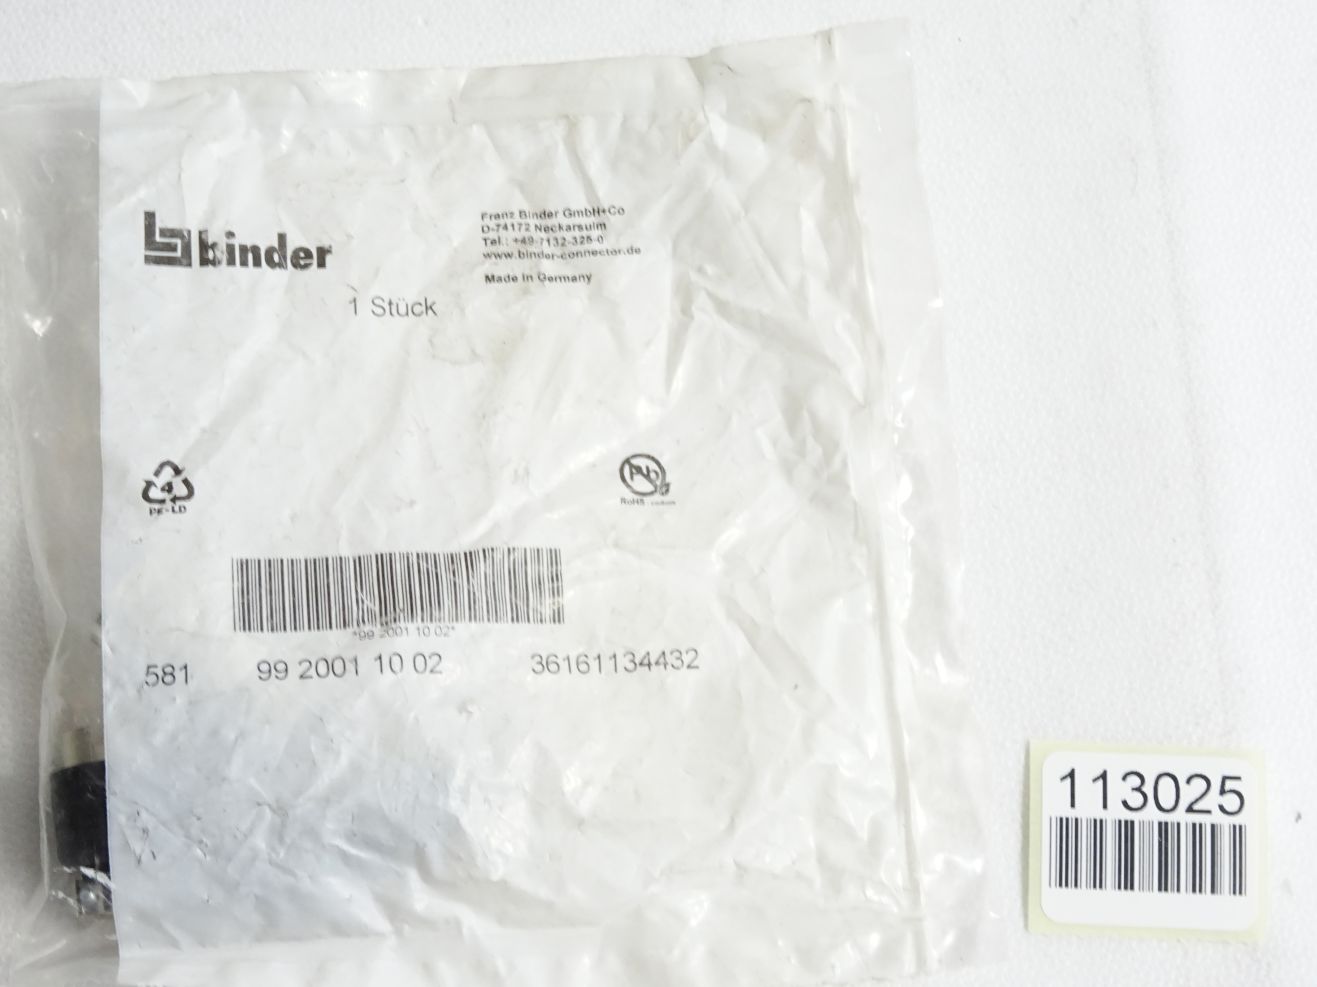 binder
Franz Binder GmbH+Co
D-74172 Neckarsulm
Tel.: +49-7132-325-0
www.binder-connector.de
Made in Germany
1 Stück
4
PE-LD
Pb
RoHS
*99 2001 10 02*
581 99 2001 10 02 36161134432
113025